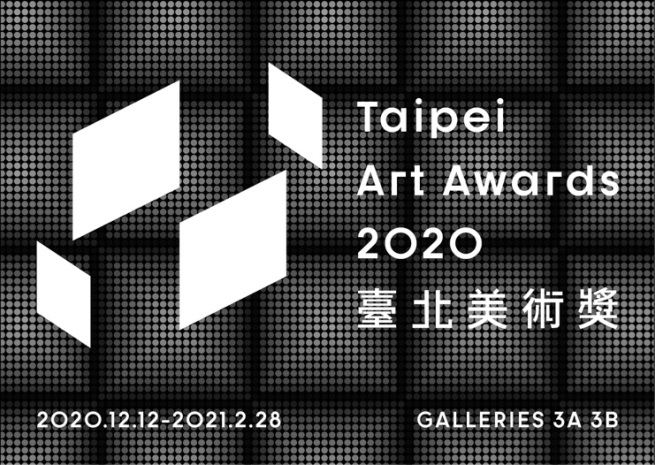 Taipei
Art Awards
2020
臺北美術獎
2020.12.12-2021.2.28
GALLERIES 3A 3B